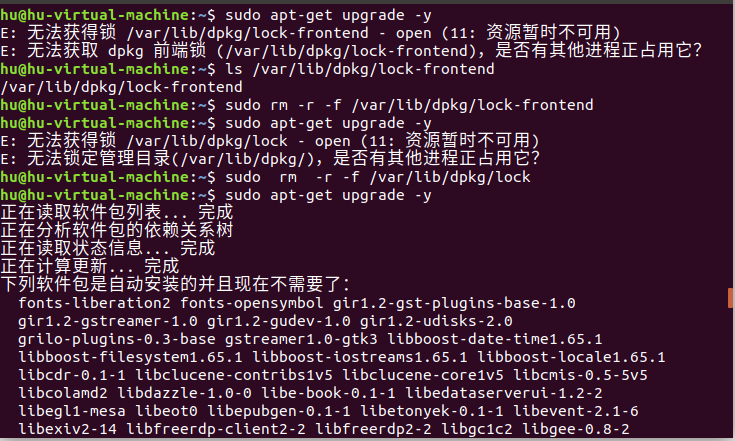 hu@hu-virtual-machine:~$ sudo apt-get upgrade -y
E: 无法获得锁 /var/lib/dpkg/lock-frontend - open (11: 资源暂时不可用)
E: 无法获取 dpkg 前端锁 (/var/lib/dpkg/lock-frontend)，是否有其他进程正占用它？
hu@hu-virtual-machine:~$ ls /var/lib/dpkg/lock-frontend
/var/lib/dpkg/lock-frontend
hu@hu-virtual-machine:~$ sudo rm -r -f /var/lib/dpkg/lock-frontend
hu@hu-virtual-machine:~$ sudo apt-get upgrade -y
E: 无法获得锁 /var/lib/dpkg/lock - open (11: 资源暂时不可用)
E: 无法锁定管理目录(/var/lib/dpkg/)，是否有其他进程正占用它？
hu@hu-virtual-machine:~$ sudo  rm  -r -f /var/lib/dpkg/lock
hu@hu-virtual-machine:~$ sudo apt-get upgrade -y
正在读取软件包列表... 完成
正在分析软件包的依赖关系树
正在读取状态信息... 完成
正在计算更新... 完成
下列软件包是自动安装的并且现在不需要了：
  fonts-liberation2 fonts-opensymbol gir1.2-gst-plugins-base-1.0
  gir1.2-gstreamer-1.0 gir1.2-gudev-1.0 gir1.2-udisks-2.0
  grilo-plugins-0.3-base gstreamer1.0-gtk3 libboost-date-time1.65.1
  libboost-filesystem1.65.1 libboost-iostreams1.65.1 libboost-locale1.65.1
  libcdr-0.1-1 libclucene-contribs1v5 libclucene-core1v5 libcmis-0.5-5v5
  libcolamd2 libdazzle-1.0-0 libe-book-0.1-1 libedataserverui-1.2-2
  libegl1-mesa libeot0 libepubgen-0.1-1 libetonyek-0.1-1 libevent-2.1-6
  libexiv2-14 libfreerdp-client2-2 libfreerdp2-2 libgc1c2 libgee-0.8-2